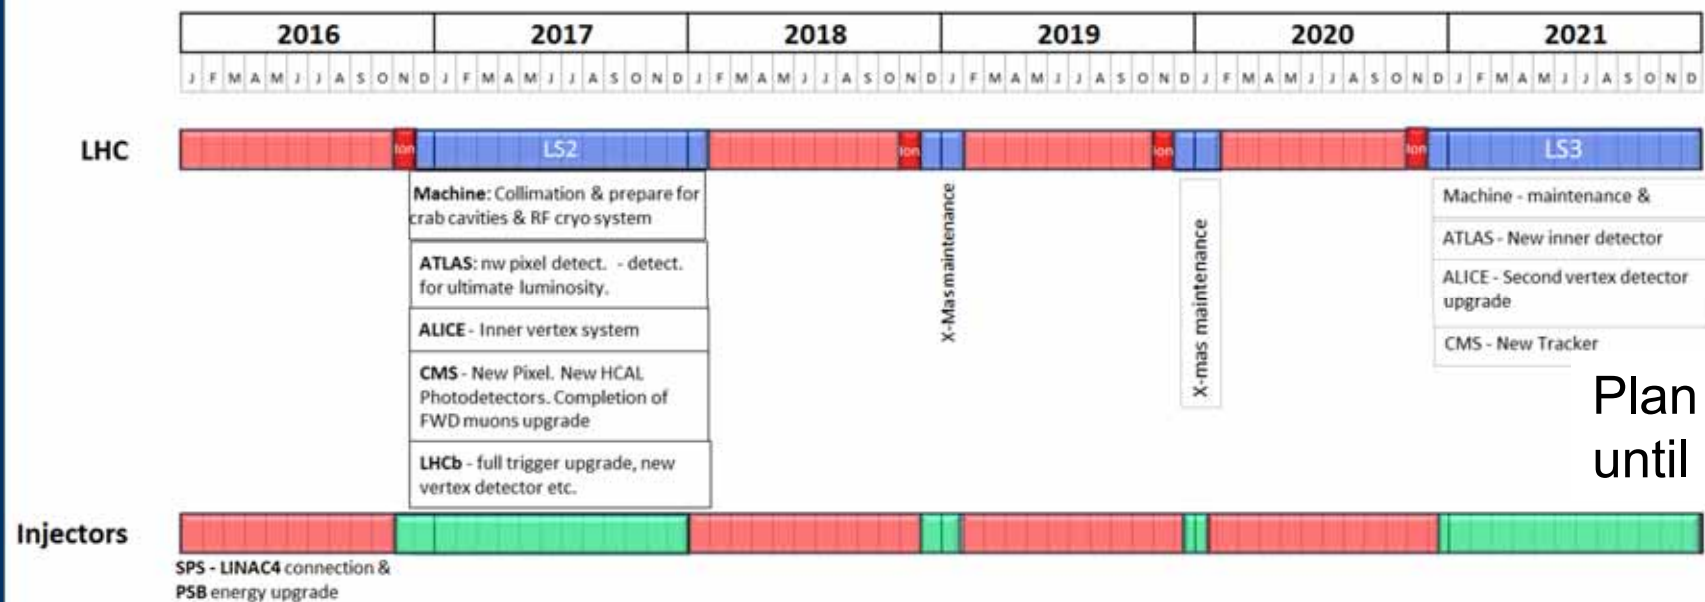 2016 2017 2018 2019 2020 2021
J F M A M J J A S O N D J F M A M J J A S O N D J F M A M J J A S O N D J F M A M J J A S O N D J F M A M J J A S O N D J F M A M J J A S O N D
LHC Ion LS2 Ion Ion Ion LS3
Machine: Collimation & prepare for
crab cavities & RF cryo system
ATLAS: nw pixel detect. - detect.
for ultimate luminosity.
ALICE - Inner vertex system
CMS - New Pixel. New HCAL
Photodetectors. Completion of
FWD muons upgrade
LHCb - full trigger upgrade, new
vertex detector etc.
X-Mas maintenance
X-mas maintenance
Machine - maintenance &
ATLAS - New inner detector
ALICE - Second vertex detector
upgrade
CMS - New Tracker
Plan
until
Injectors
SPS - LINAC4 connection &
PSB energy upgrade